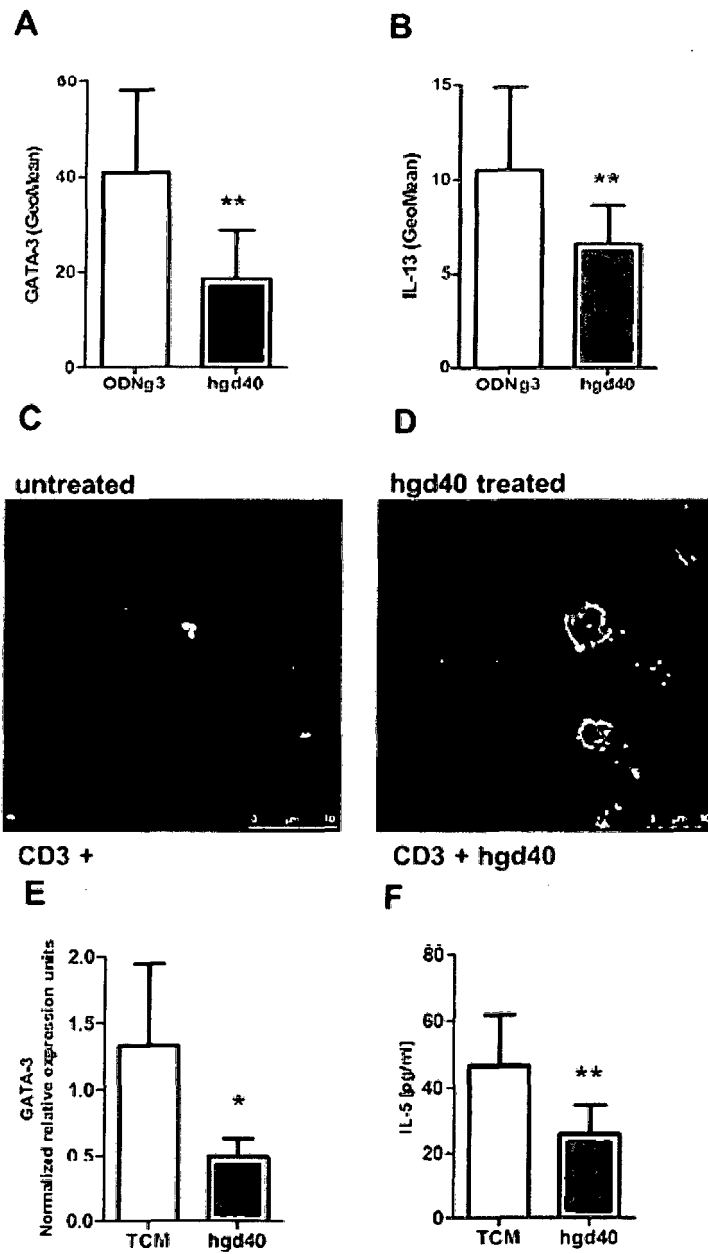 A
B
GATA-3 (GeoMean)
60
40
20
0
**
ODNg3 hgd40
IL-13 (GeoMean)
15
10
5
0
**
ODNg3 hgd40
C
D
untreated
hgd40 treated
CD3 +
CD3 + hgd40
E
F
GATA-3
Normalized relative expression units
2.0
1.5
1.0
0.5
0.0
*
TCM hgd40
IL-5 [pg/ml]
80
60
40
20
0
**
TCM hgd40